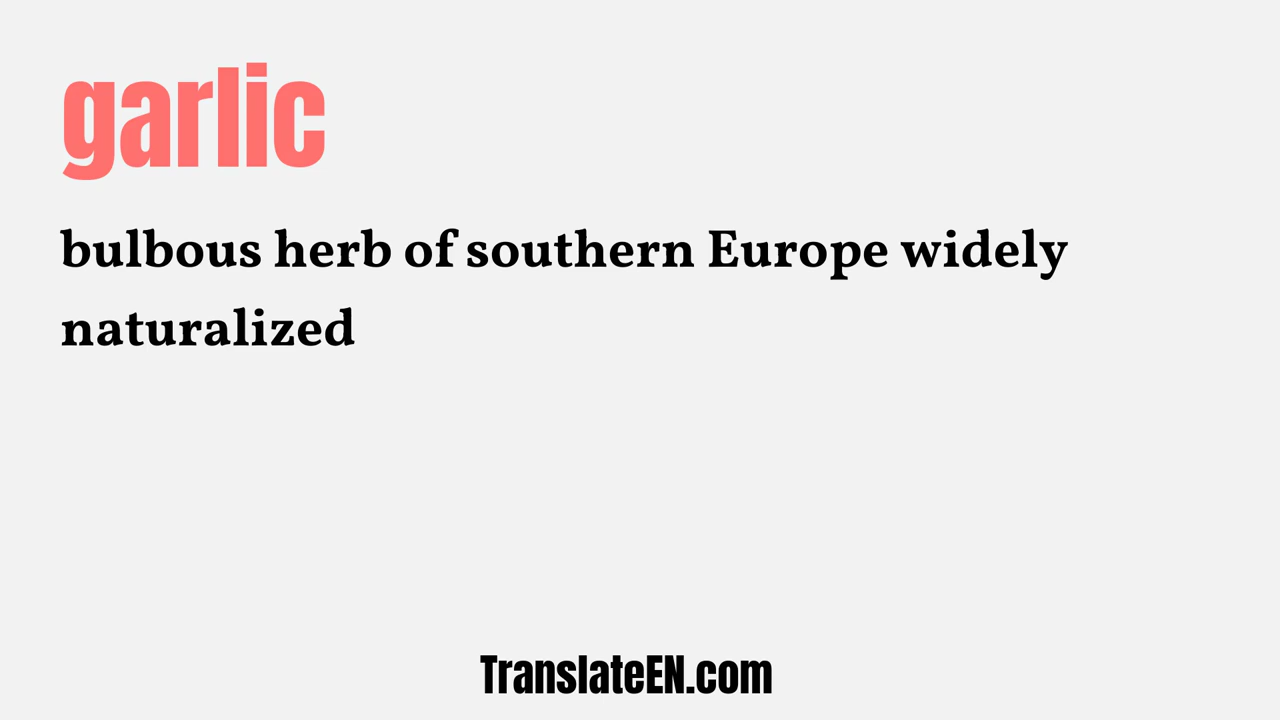 garlic
bulbous herb of southern Europe widely
naturalized
TranslateEN.com